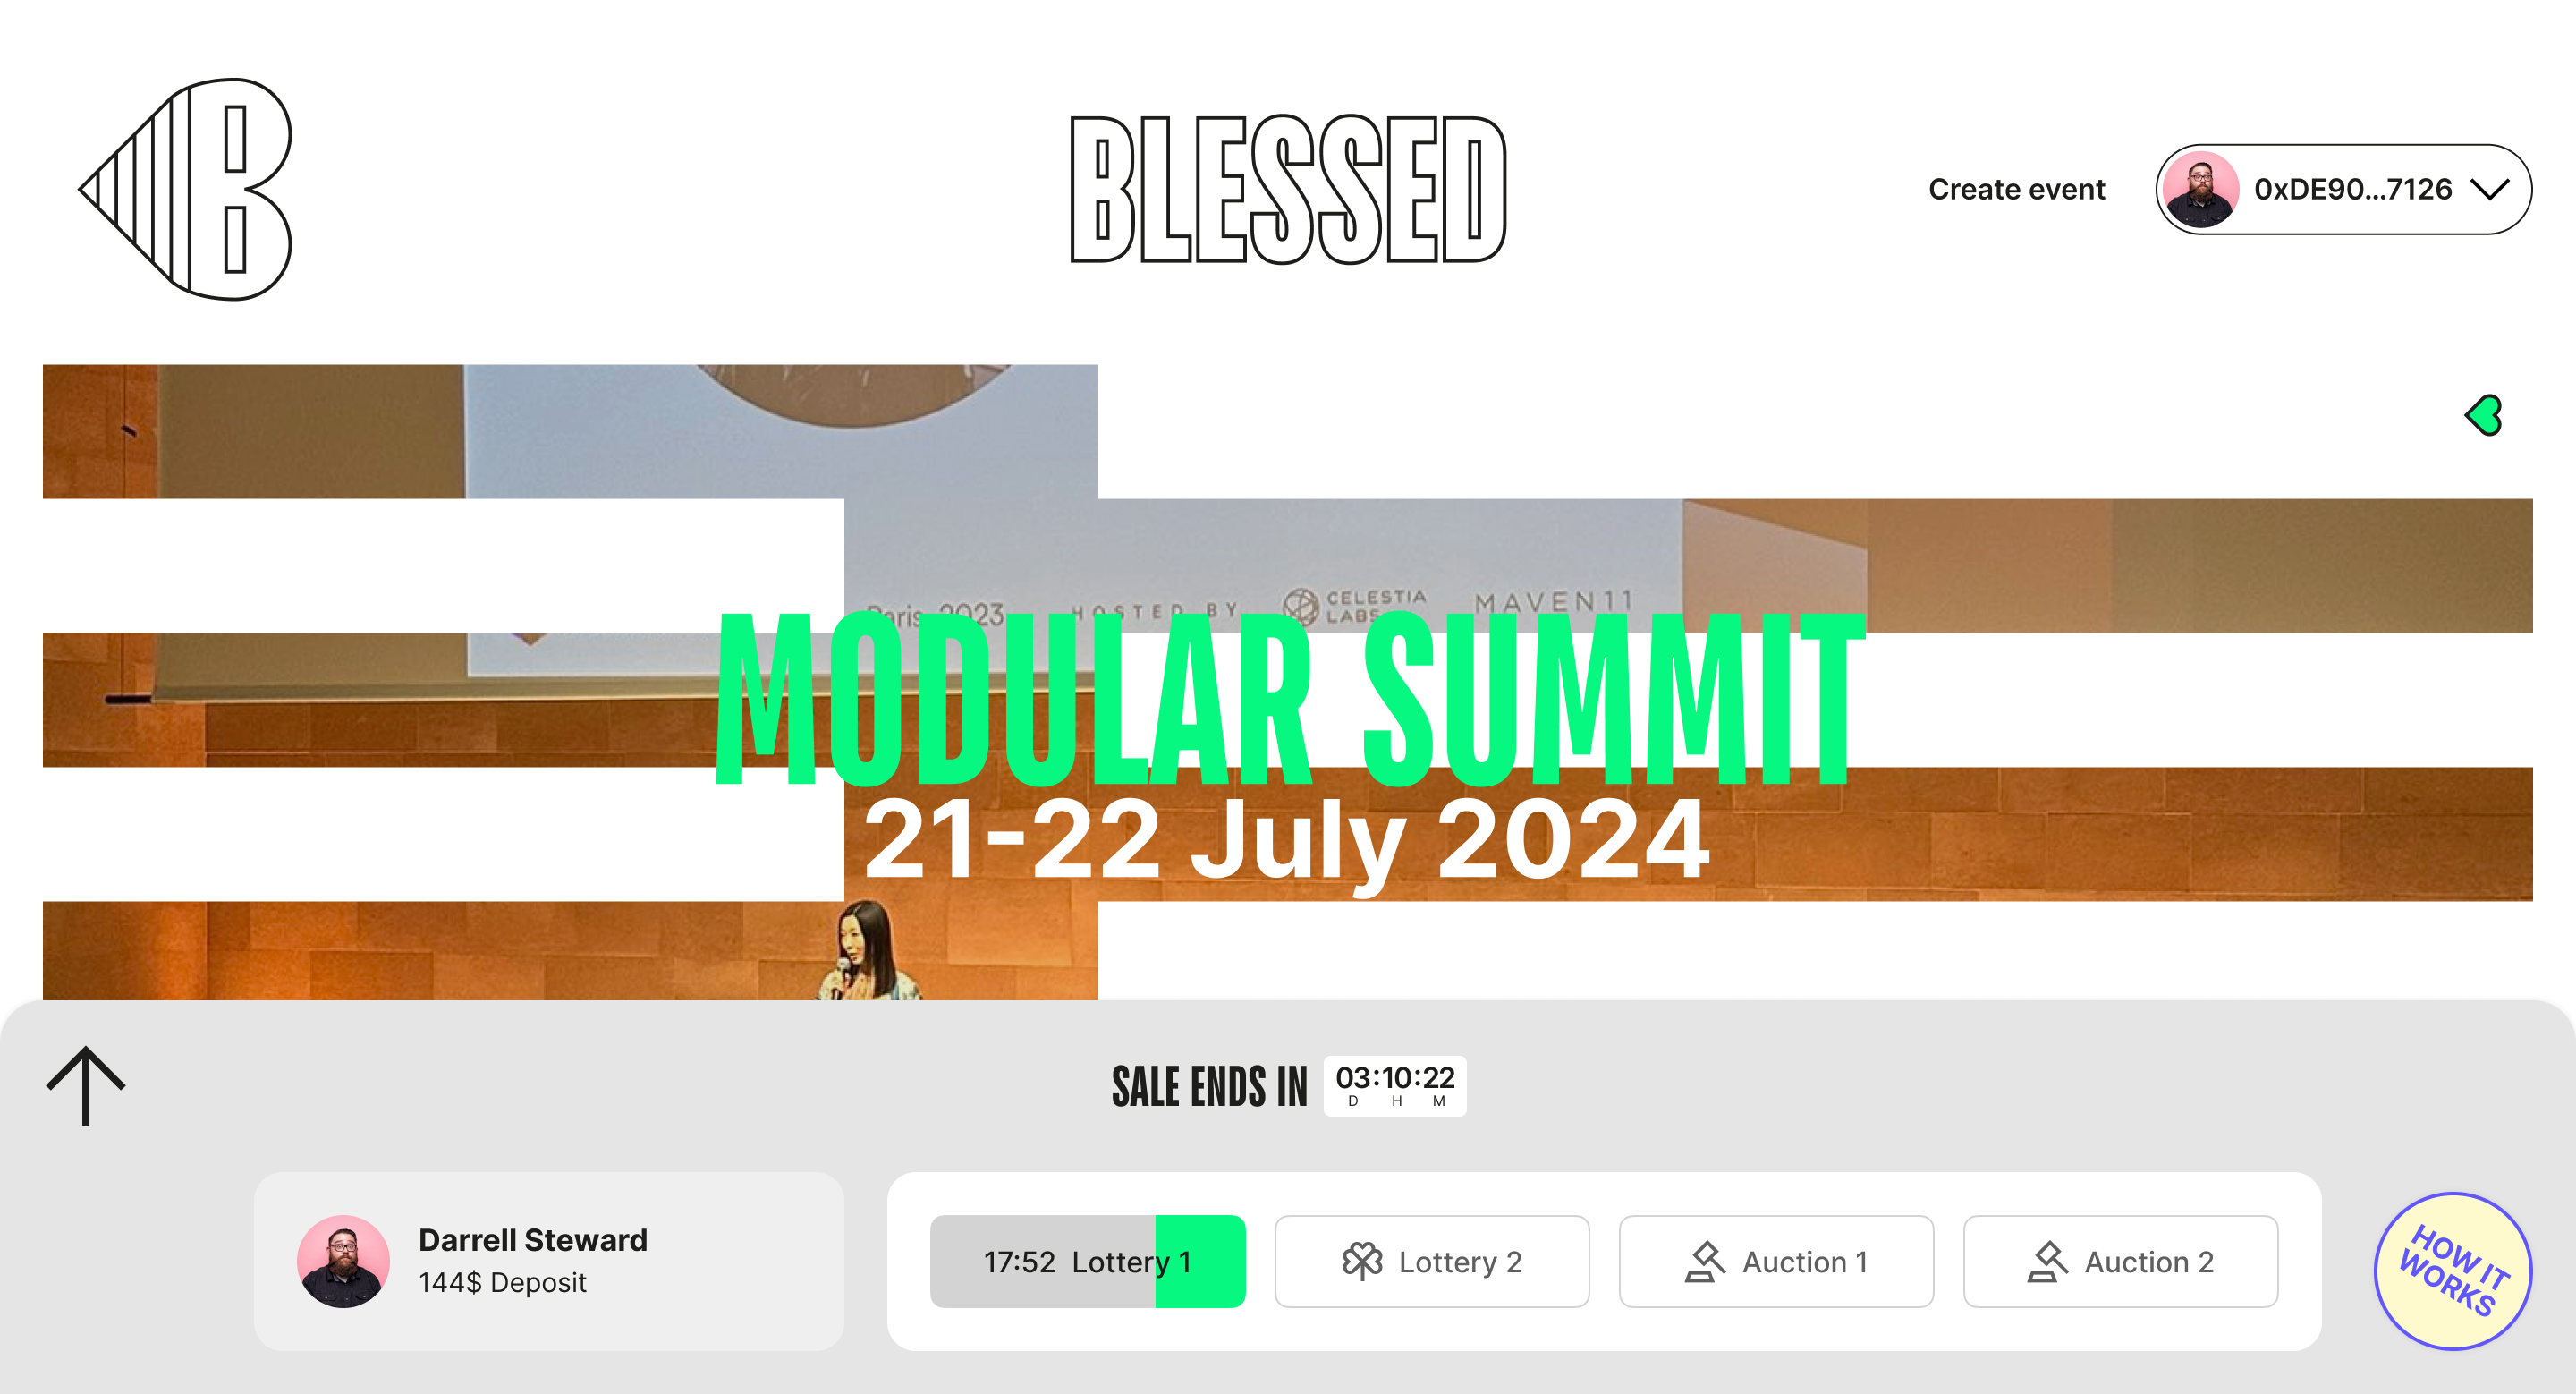 B
BLESSED
Create event
0xDE90...7126
Paris, 2023 HOSTED BY CELESTIA LABS MAVEN11
MODULAR SUMMIT
21-22 July 2024
SALE ENDS IN
03:10:22
D H M
Darrell Steward
144$ Deposit
17:52 Lottery 1
Lottery 2
Auction 1
Auction 2
HOW IT
WORKS